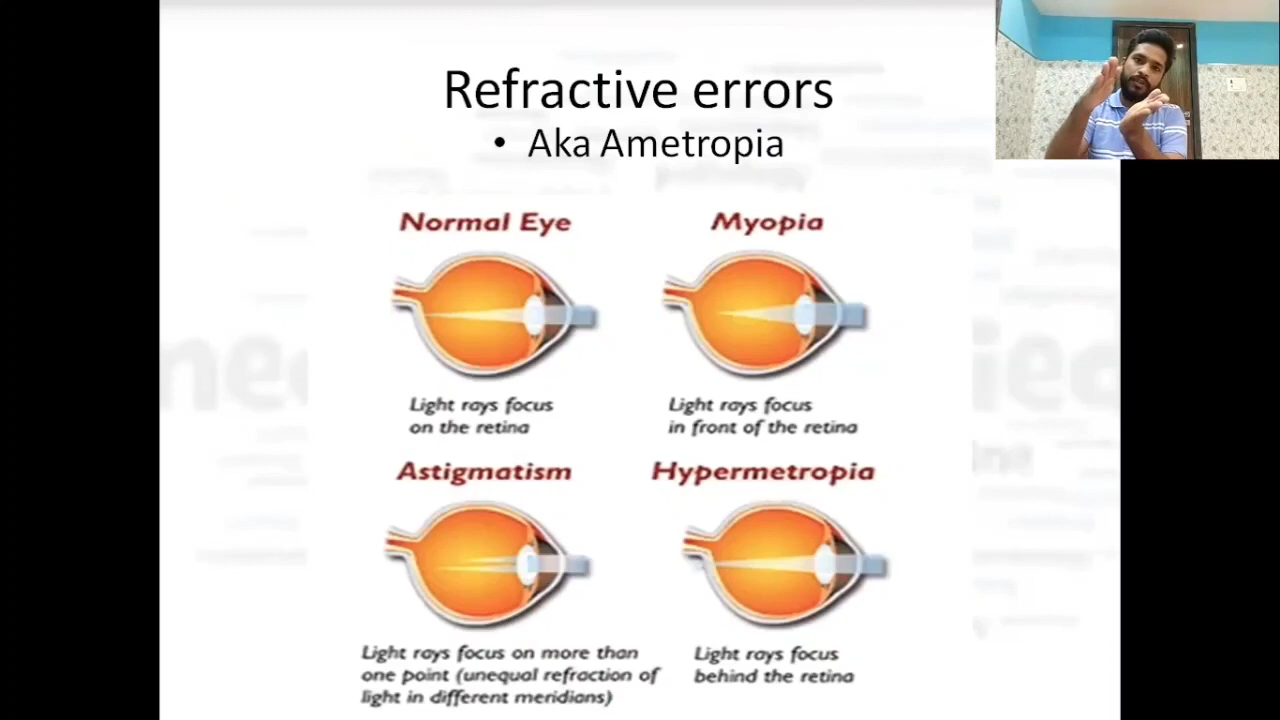 Refractive errors
• Aka Ametropia
Normal Eye
Myopia
Light rays focus
on the retina
Light rays focus
in front of the retina
Astigmatism
Hypermetropia
Light rays focus on more than
one point (unequal refraction of
light in different meridians)
Light rays focus
behind the retina